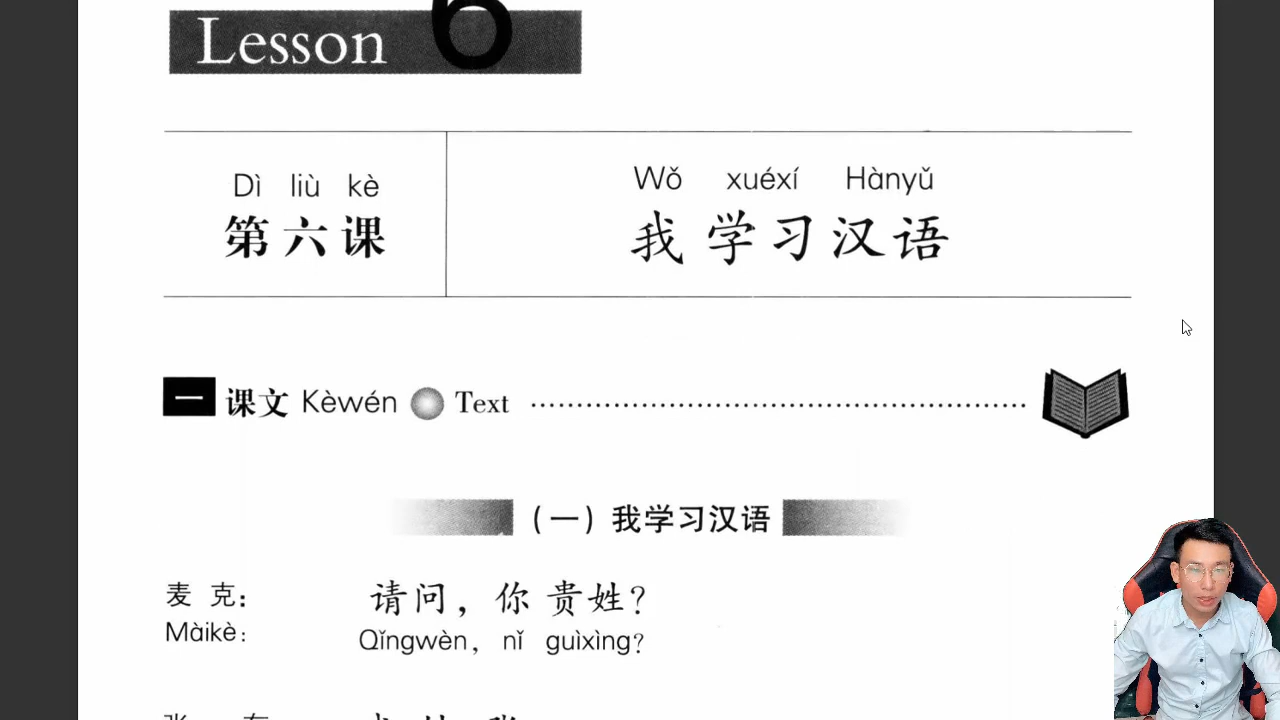 Lesson 6
Dì liù kè
第六课
Wǒ xuéxí Hànyǔ
我学习汉语
一 课文 Kèwén Text
(一) 我学习汉语
麦克: 请问，你贵姓?
Màikè: Qǐngwèn, nǐ guìxìng?